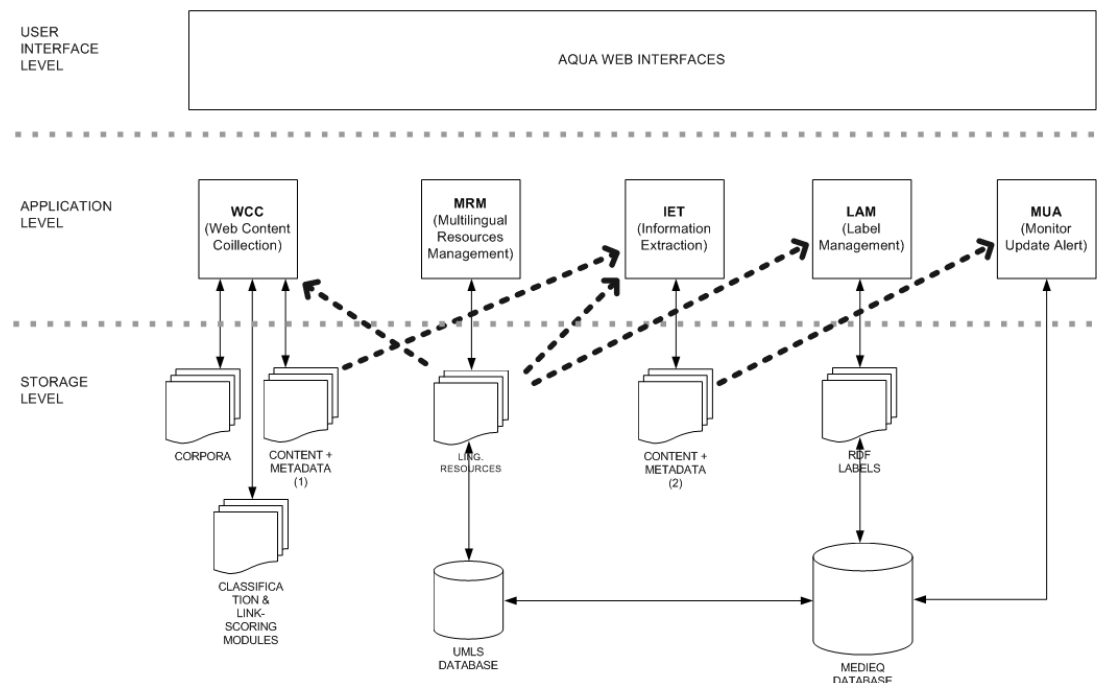 USER
INTERFACE
LEVEL
AQUA WEB INTERFACES
APPLICATION
LEVEL
WCC
(Web Content
Coillection)
MRM
(Multilingual
Resources
Management)
IET
(Information
Extraction)
LAM
(Label
Management)
MUA
(Monitor
Update Alert)
STORAGE
LEVEL
CORPORA
CONTENT +
METADATA
(1)
LING.
RESOURCES
CONTENT +
METADATA
(2)
RDF
LABELS
CLASSIFICA
TION &
LINK-
SCORING
MODULES
UMLS
DATABASE
MEDIEQ
DATABASE